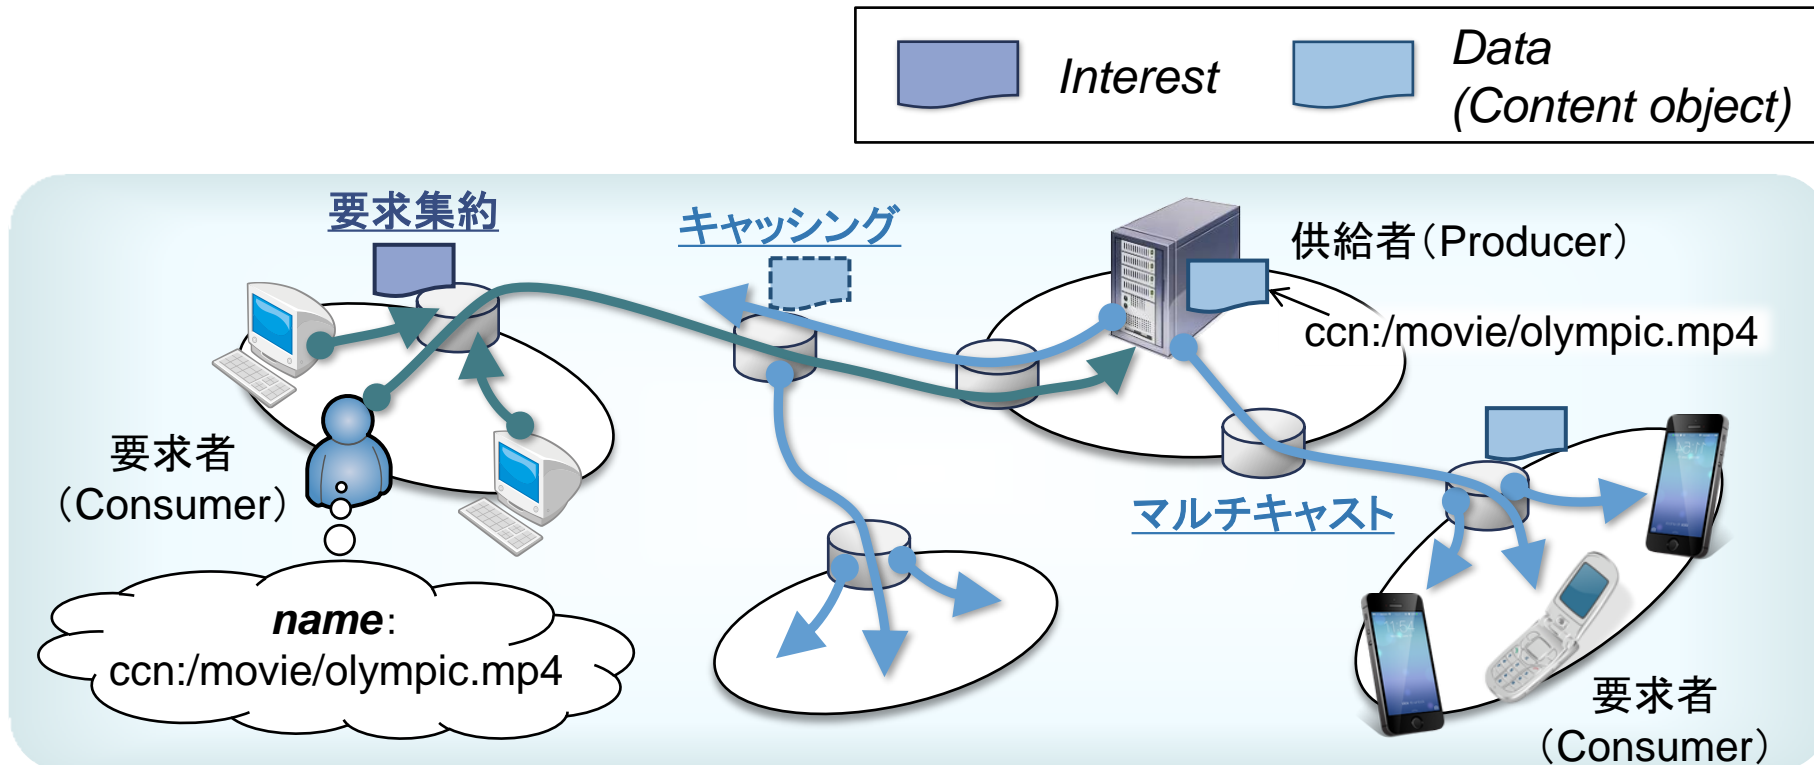 Interest
Data
(Content object)
要求集約
キャッシング
供給者（Producer）
ccn:/movie/olympic.mp4
要求者
（Consumer）
マルチキャスト
name:
ccn:/movie/olympic.mp4
要求者
（Consumer）